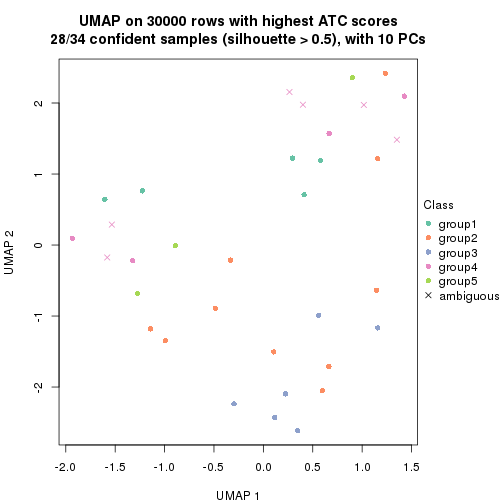 UMAP on 30000 rows with highest ATC scores
28/34 confident samples (silhouette > 0.5), with 10 PCs
UMAP 2
2
1
0
-1
-2
-2.0 -1.5 -1.0 -0.5 0.0 0.5 1.0 1.5
UMAP 1
Class
group1
group2
group3
group4
group5
ambiguous